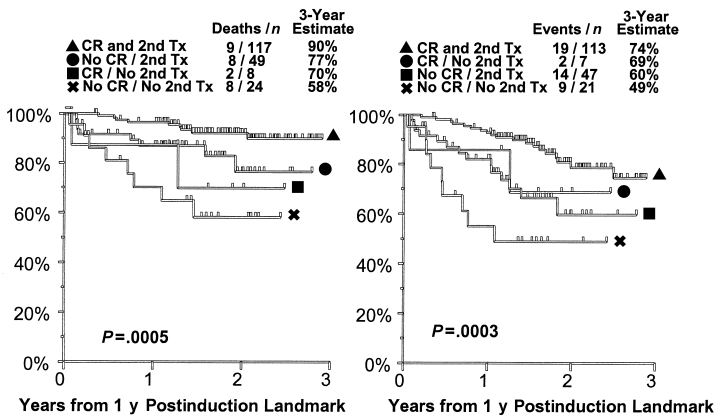 3-Year
Deaths / n Estimate
▲ CR and 2nd Tx 9 / 117 90%
● No CR / 2nd Tx 8 / 49 77%
■ CR / No 2nd Tx 2 / 8 70%
✖ No CR / No 2nd Tx 8 / 24 58%
100%
80%
60%
40%
20%
0%
P=.0005
0 1 2 3
Years from 1 y Postinduction Landmark
3-Year
Events / n Estimate
▲ CR and 2nd Tx 19 / 113 74%
● CR / No 2nd Tx 2 / 7 69%
■ No CR / 2nd Tx 14 / 47 60%
✖ No CR / No 2nd Tx 9 / 21 49%
100%
80%
60%
40%
20%
0%
P=.0003
0 1 2 3
Years from 1 y Postinduction Landmark